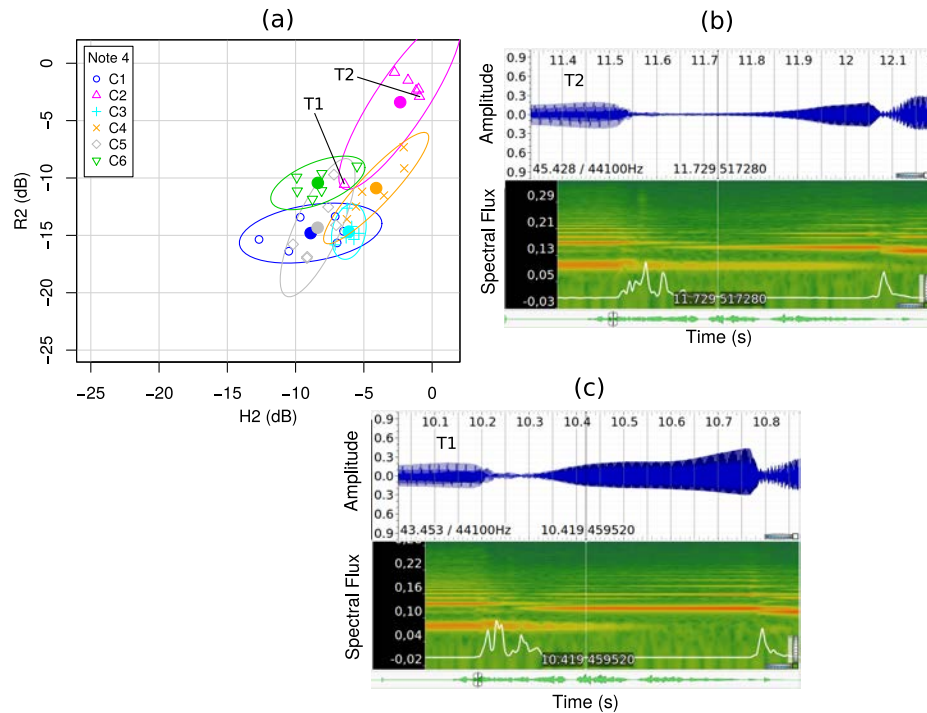 (a)
Note 4
C1
C2
C3
C4
C5
C6
T2
T1
0
−5
−10
−15
−20
−25
R2 (dB)
−25 −20 −15 −10 −5 0
H2 (dB)
(b)
0.9
0.6
0.3
0.0
0.3
0.6
0.9
Amplitude
11.4 11.5 11.6 11.7 11.8 11.9 12 12.1
T2
45.428 / 44100Hz 11.729 517280
Spectral Flux
0,29
0,21
0,13
0,05
-0,03
11.729 517280
Time (s)
(c)
0.9
0.6
0.3
0.0
0.3
0.6
0.9
Amplitude
10.1 10.2 10.3 10.4 10.5 10.6 10.7 10.8
T1
43.453 / 44100Hz 10.419 459520
Spectral Flux
0,22
0,16
0,10
0,04
-0,02
10.419 459520
Time (s)